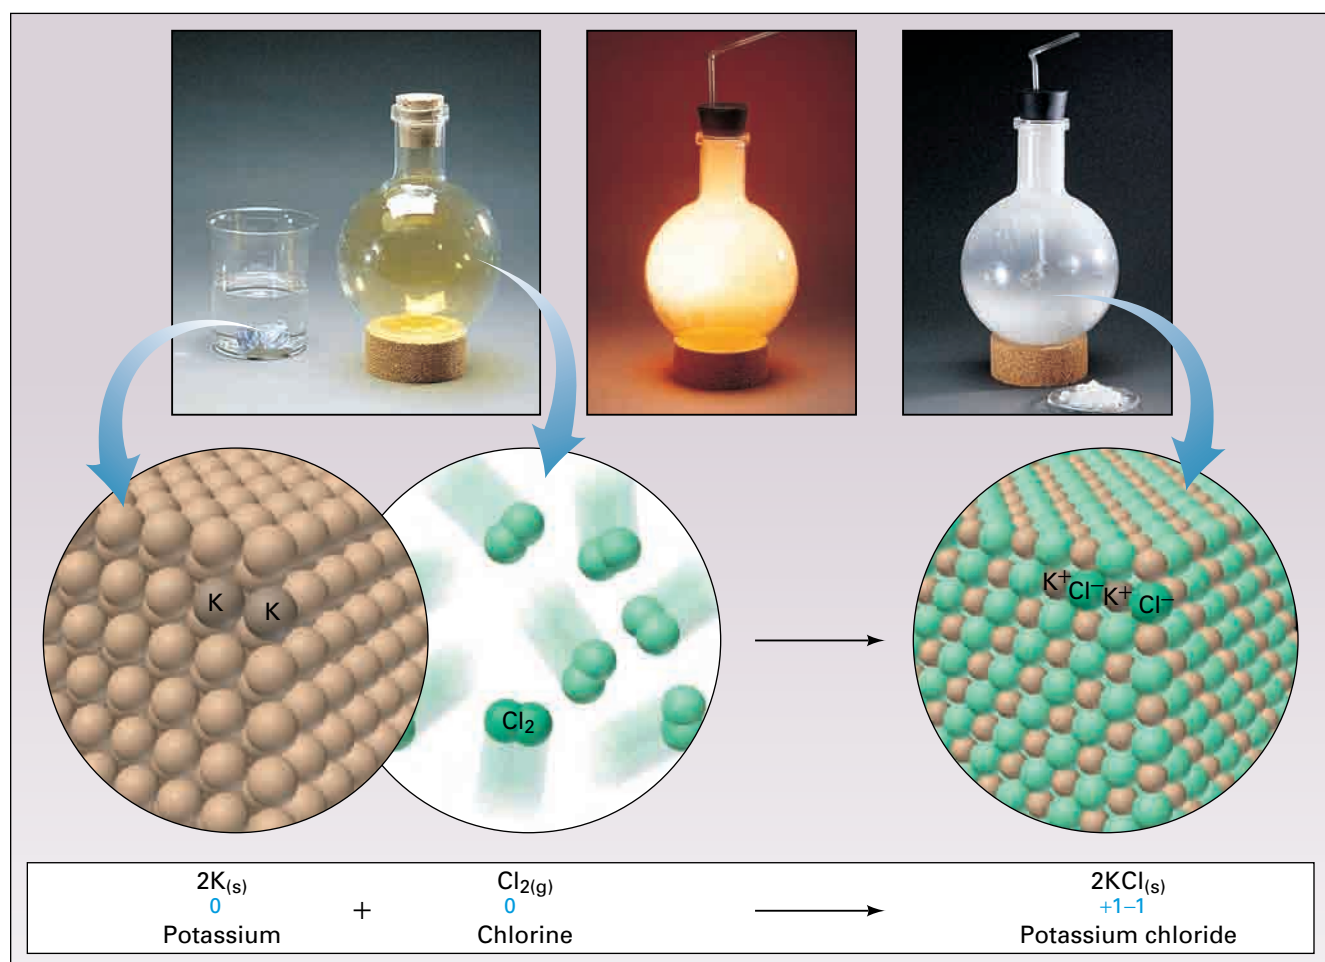 K
K
Cl₂
K⁺ Cl⁻ K⁺ Cl⁻
2K(s) + Cl₂(g) 2KCl(s)
0 0 +1–1
Potassium Chlorine Potassium chloride